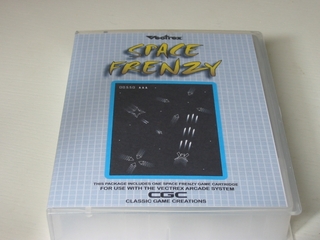 Vectrex
SPACE
FRENZY
THIS PACKAGE INCLUDES ONE SPACE FRENZY GAME CARTRIDGE
FOR USE WITH THE VECTREX ARCADE SYSTEM
CGC
CLASSIC GAME CREATIONS